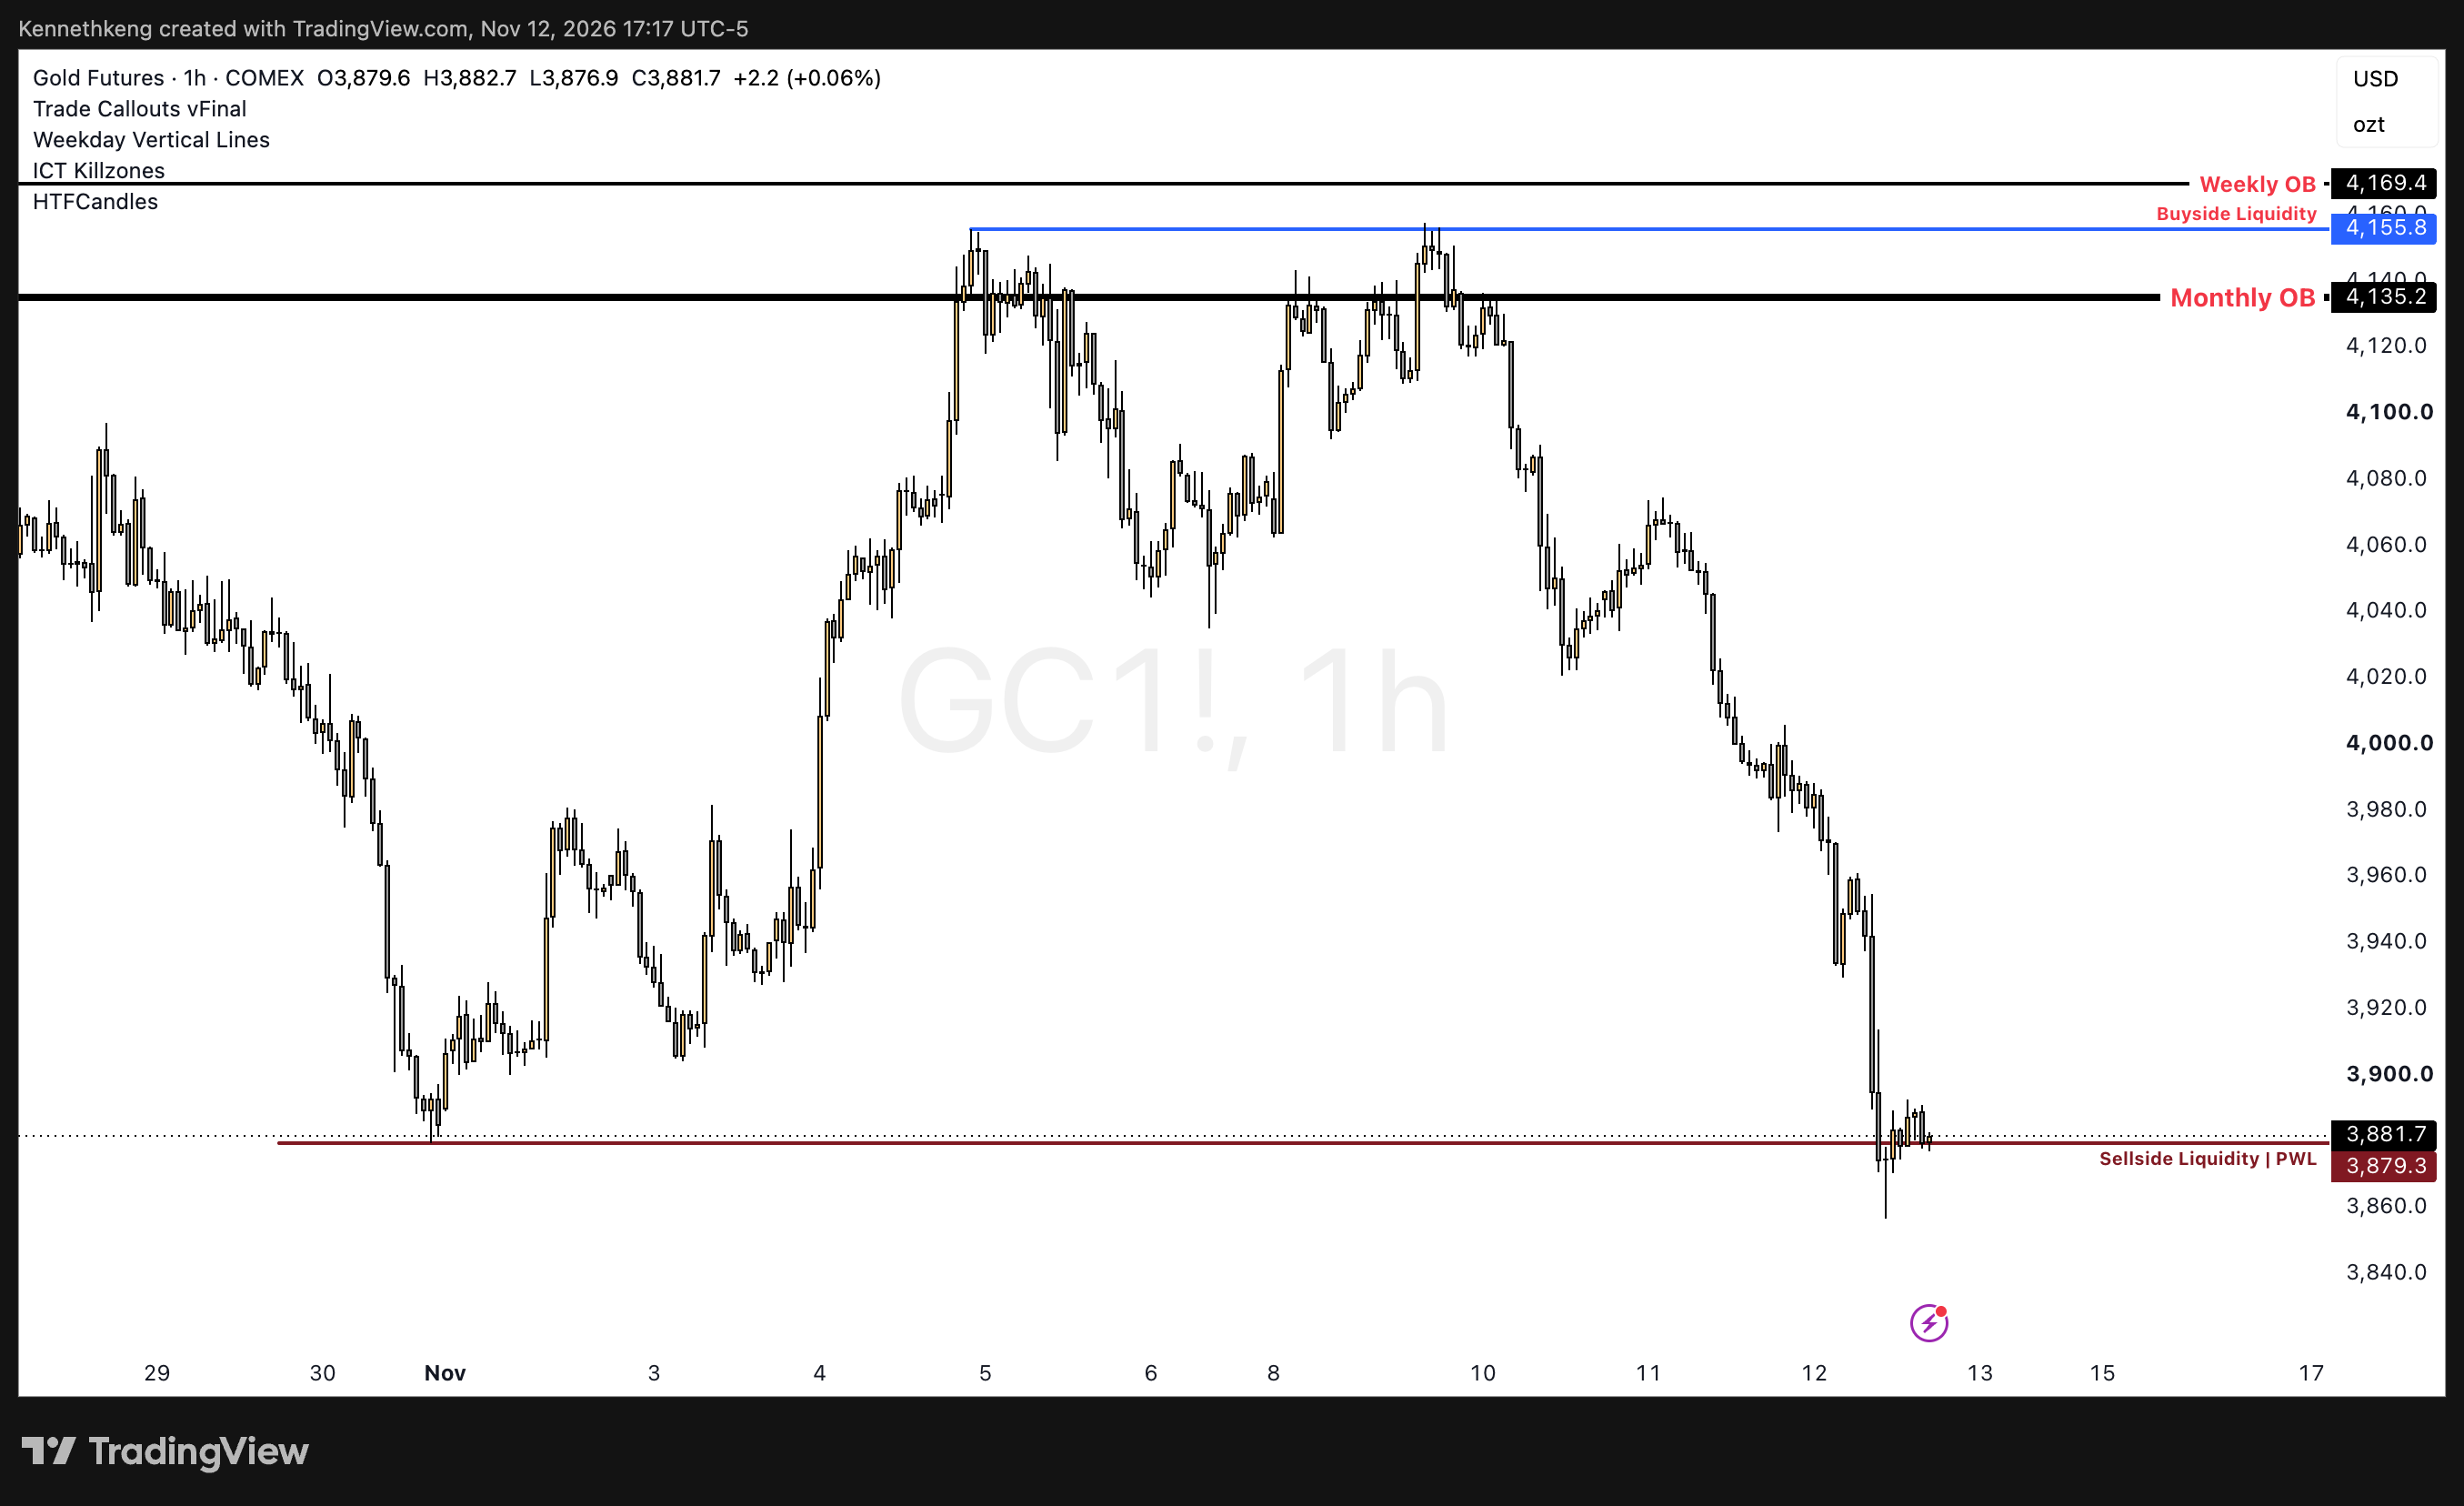 Kennethkeng created with TradingView.com, Nov 12, 2026 17:17 UTC-5
Gold Futures · 1h · COMEX O3,879.6 H3,882.7 L3,876.9 C3,881.7 +2.2 (+0.06%)
Trade Callouts vFinal
Weekday Vertical Lines
ICT Killzones
HTFCandles
USD
ozt
Weekly OB 4,169.4
Buyside Liquidity 4,160.0
4,155.8
4,140.0
Monthly OB 4,135.2
4,120.0
4,100.0
4,080.0
4,060.0
4,040.0
4,020.0
GC1!, 1h
4,000.0
3,980.0
3,960.0
3,940.0
3,920.0
3,900.0
3,881.7
Sellside Liquidity | PWL 3,879.3
3,860.0
3,840.0
29 30 Nov 3 4 5 6 8 10 11 12 13 15 17
TradingView